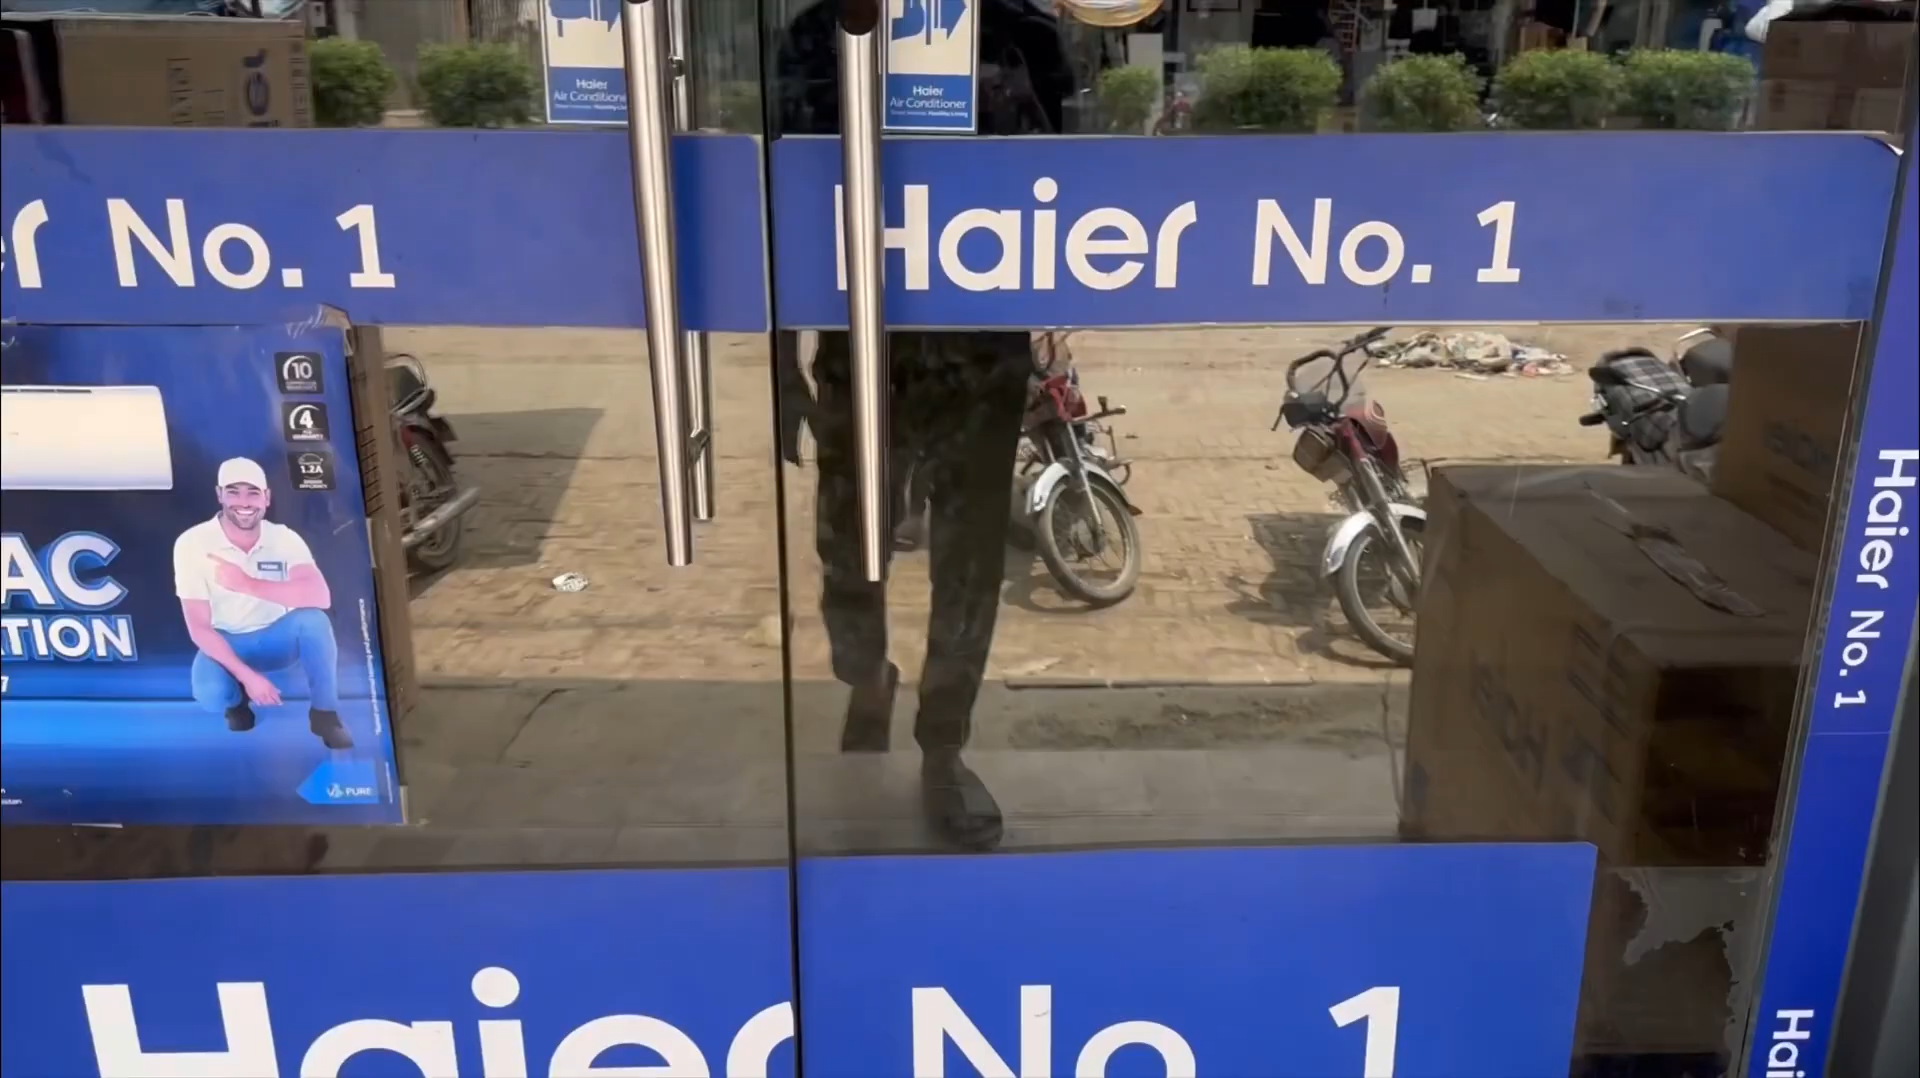 Haier
Air Conditioner
Haier
Air Conditioner
r No. 1
Haier No. 1
10
4
1.2A
AC
TION
PURE
Haier No. 1
Haier No. 1
Hai